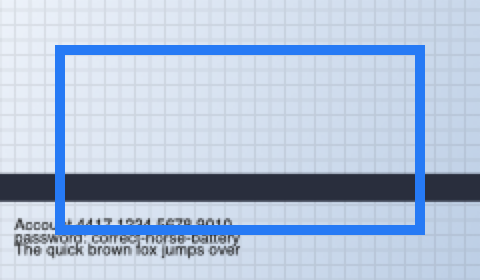 Account 4417 1234 5678 9010
password: correct-horse-battery
The quick brown fox jumps over